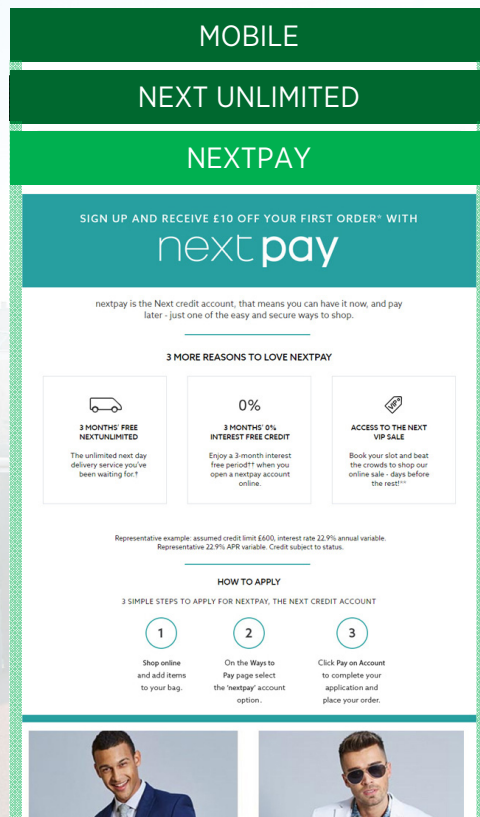 MOBILE
NEXT UNLIMITED
NEXTPAY
SIGN UP AND RECEIVE £10 OFF YOUR FIRST ORDER* WITH
next pay
nextpay is the Next credit account, that means you can have it now, and pay
later - just one of the easy and secure ways to shop.
3 MORE REASONS TO LOVE NEXTPAY
3 MONTHS' FREE
NEXTUNLIMITED
The unlimited next day
delivery service you've
been waiting for.†
0%
3 MONTHS' 0%
INTEREST FREE CREDIT
Enjoy a 3-month interest
free period†† when you
open a nextpay account
online.
VIP
ACCESS TO THE NEXT
VIP SALE
Book your slot and beat
the crowds to shop our
online sale - days before
the rest!**
Representative example: assumed credit limit £600, interest rate 22.9% annual variable.
Representative 22.9% APR variable. Credit subject to status.
HOW TO APPLY
3 SIMPLE STEPS TO APPLY FOR NEXTPAY, THE NEXT CREDIT ACCOUNT
1
Shop online
and add items
to your bag.
2
On the Ways to
Pay page select
the 'nextpay' account
option.
3
Click Pay on Account
to complete your
application and
place your order.